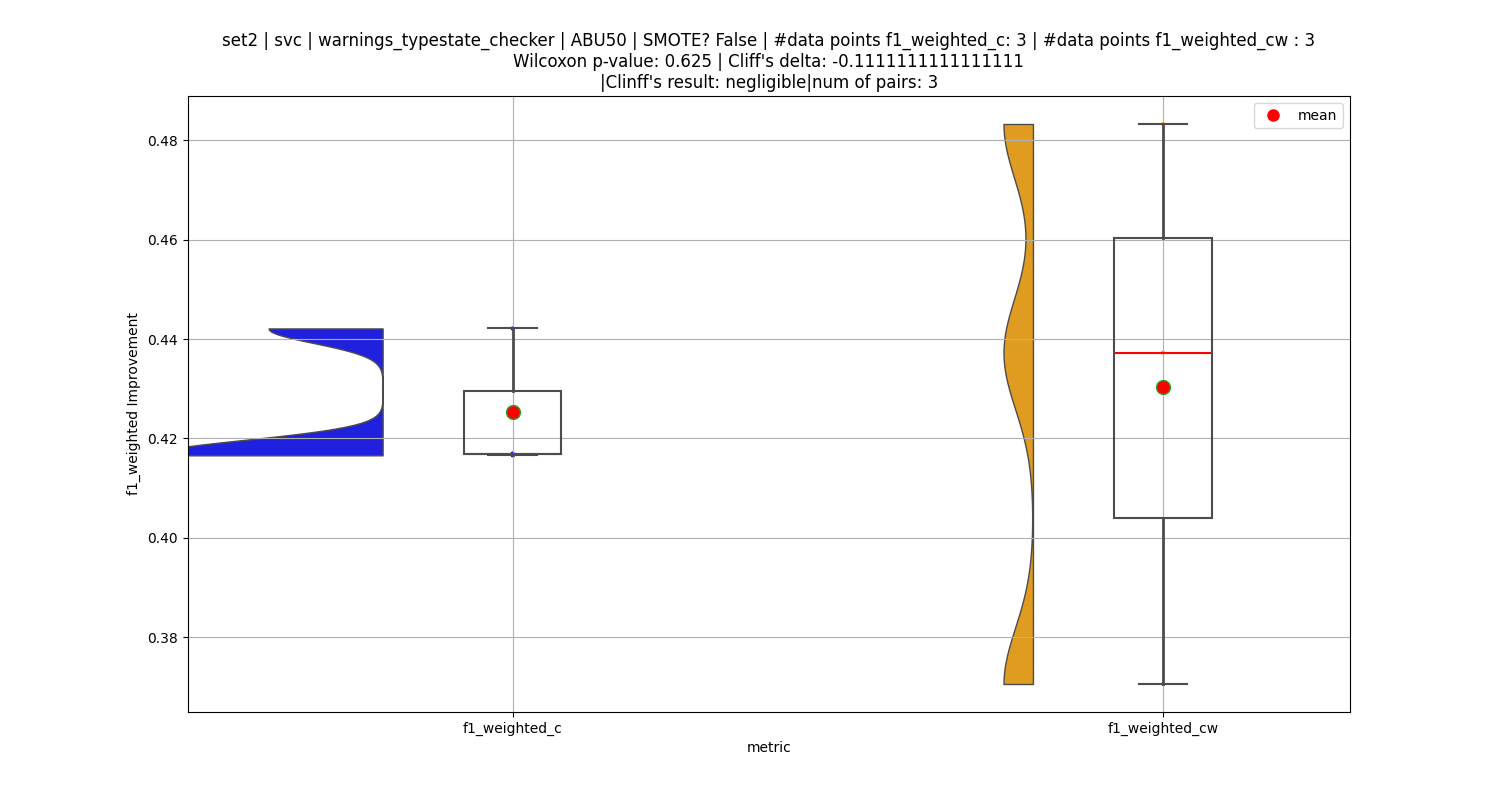 set2 | svc | warnings_typestate_checker | ABU50 | SMOTE? False | #data points f1_weighted_c: 3 | #data points f1_weighted_cw : 3
Wilcoxon p-value: 0.625 | Cliff's delta: -0.1111111111111111
|Clinff's result: negligible|num of pairs: 3
mean
0.48
0.46
0.44
0.42
0.40
0.38
f1_weighted Improvement
f1_weighted_c
f1_weighted_cw
metric